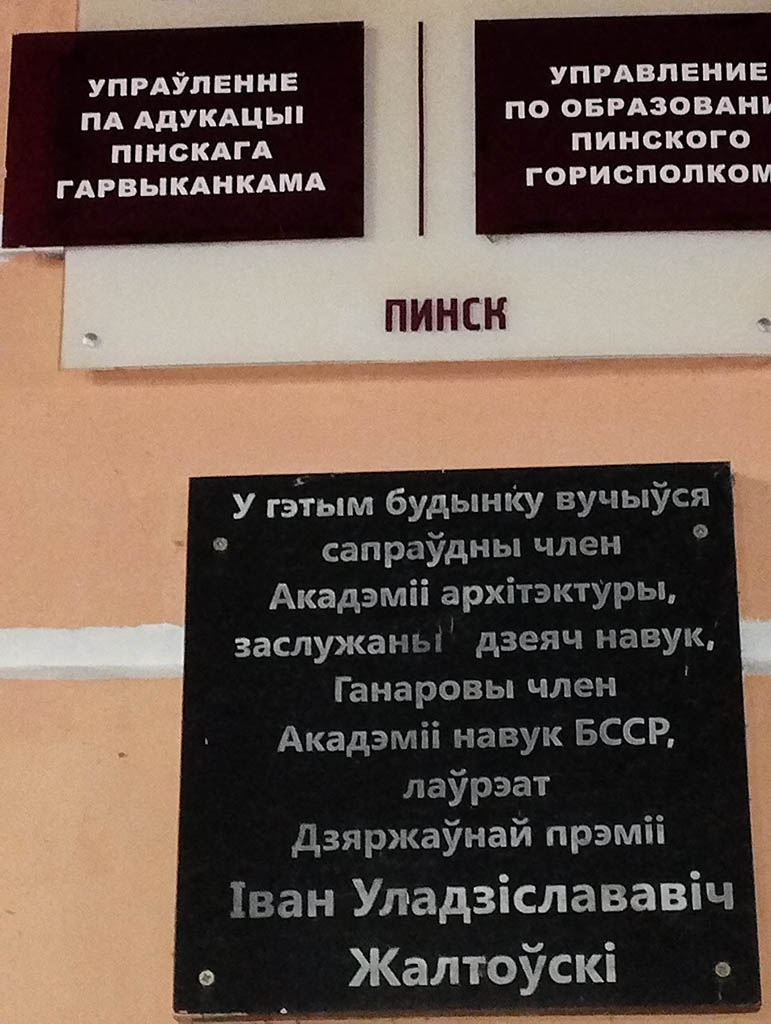 УПРАЎЛЕННЕ
ПА АДУКАЦЫІ
ПІНСКАГА
ГАРВЫКАНКАМА
УПРАВЛЕНИЕ
ПО ОБРАЗОВАНИ
ПИНСКОГО
ГОРИСПОЛКОМ
ПИНСК
У гэтым будынку вучыўся
сапраўдны член
Акадэміі архітэктуры,
заслужаны дзеяч навук,
Ганаровы член
Акадэміі навук БССР,
лаўрэат
Дзяржаўнай прэміі
Іван Уладзіслававіч
Жалтоўскі